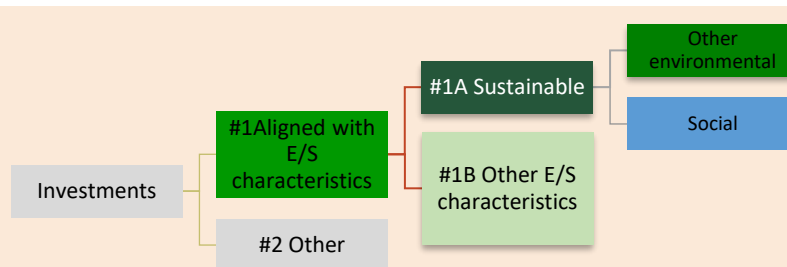 Other
environmental
#1A Sustainable
#1Aligned with
E/S
characteristics
Social
#1B Other E/S
characteristics
Investments
#2 Other